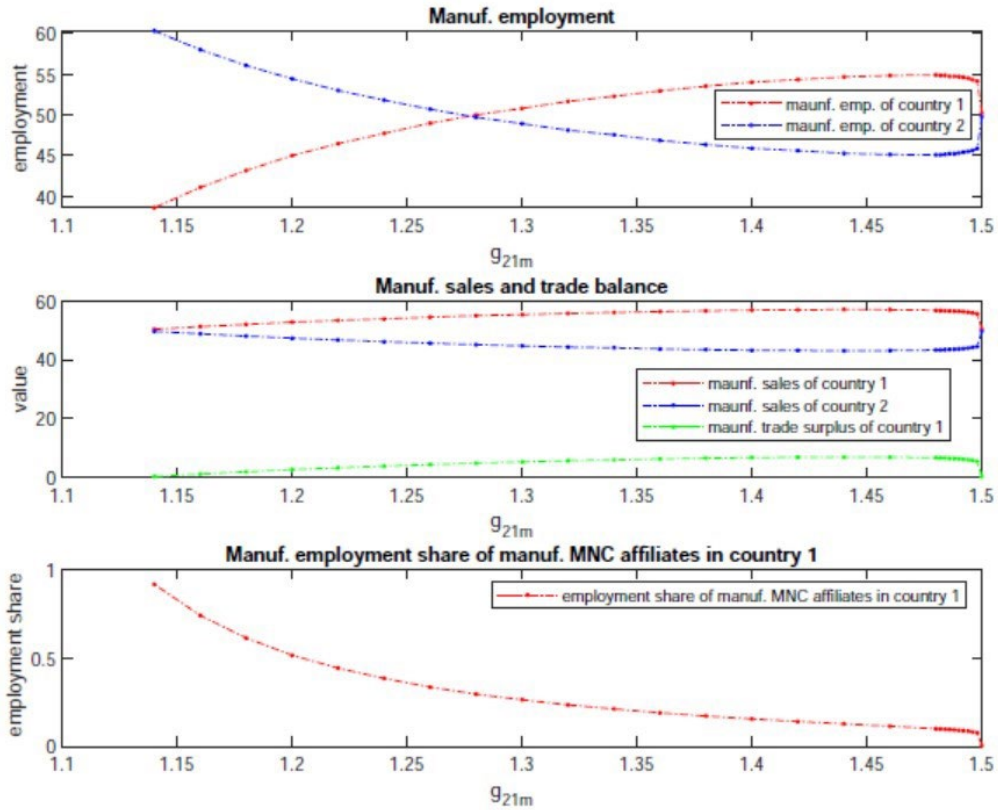 Manuf. employment
60
55
50
45
40
employment
maunf. emp. of country 1
maunf. emp. of country 2
1.1
1.15
1.2
1.25
1.3
1.35
1.4
1.45
1.5
g21m
Manuf. sales and trade balance
60
40
20
0
value
maunf. sales of country 1
maunf. sales of country 2
maunf. trade surplus of country 1
1.1
1.15
1.2
1.25
1.3
1.35
1.4
1.45
1.5
g21m
Manuf. employment share of manuf. MNC affiliates in country 1
1
0.5
0
employment share
employment share of manuf. MNC affiliates in country 1
1.1
1.15
1.2
1.25
1.3
1.35
1.4
1.45
1.5
g21m